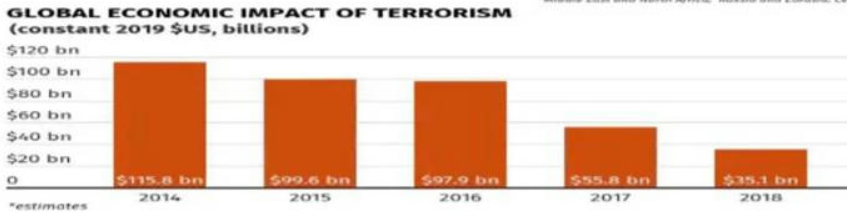 GLOBAL ECONOMIC IMPACT OF TERRORISM
(constant 2019 $US, billions)
$120 bn
$100 bn
$80 bn
$60 bn
$40 bn
$20 bn
0
$115.8 bn $99.6 bn $97.9 bn $55.8 bn $35.1 bn
2014 2015 2016 2017 2018
*estimates